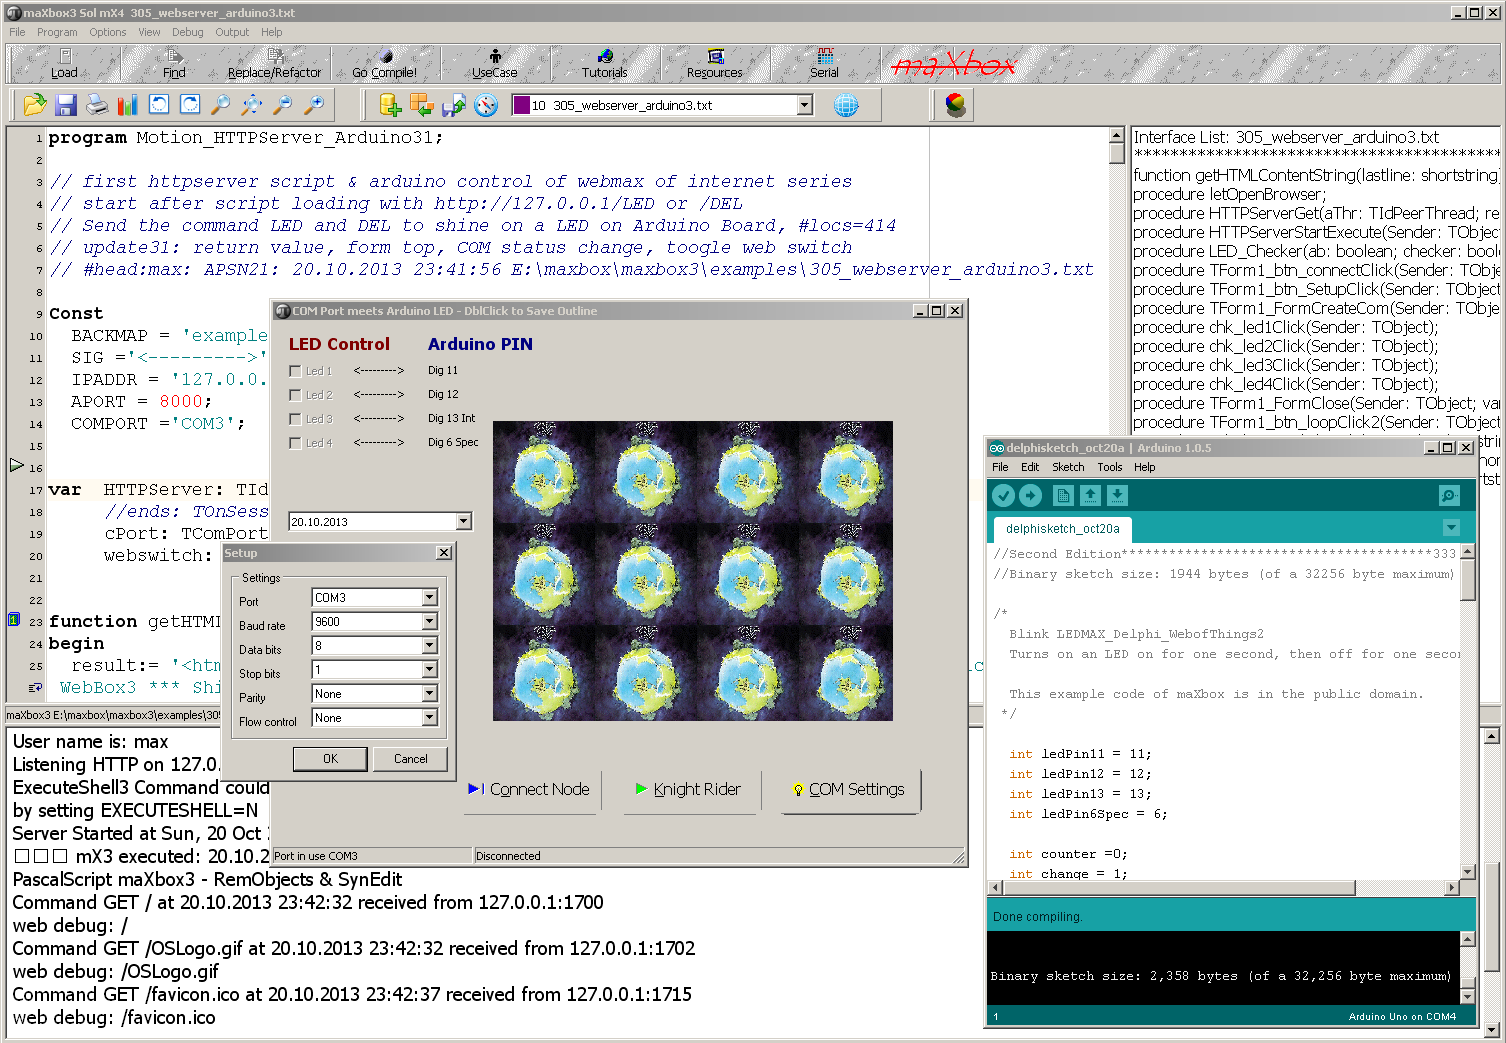 maXbox3 Sol mX4  305_webserver_arduino3.txt
File Program Options View Debug Output Help
Load Find Replace/Refactor Go Compile! UseCase Tutorials Resources Serial maXbox
10 305_webserver_arduino3.txt
1 program Motion_HTTPServer_Arduino31;
2
3 // first httpserver script & arduino control of webmax of internet series
4 // start after script loading with http://127.0.0.1/LED or /DEL
5 // Send the command LED and DEL to shine on a LED on Arduino Board, #locs=414
6 // update31: return value, form top, COM status change, toogle web switch
7 // #head:max: APSN21: 20.10.2013 23:41:56 E:\maxbox\maxbox3\examples\305_webserver_arduino3.txt
8
9 Const
10 BACKMAP = 'example
11 SIG ='<--------->'
12 IPADDR = '127.0.0.
13 APORT = 8000;
14 COMPORT ='COM3';
15
16
17 var HTTPServer: TId
18 //ends: TOnSess
19 cPort: TComPort
20 webswitch:
21
22
1
23 function getHTMI
24 begin
25 result:= '<htm
WebBox3 *** Shi
maXbox3 E:\maxbox\maxbox3\examples\30
Interface List: 305_webserver_arduino3.txt
******************************************
function getHTMLContentString(lastline: shortstring)
procedure letOpenBrowser;
procedure HTTPServerGet(aThr: TIdPeerThread; re
procedure HTTPServerStartExecute(Sender: TObjec
procedure LED_Checker(ab: boolean; checker: bool
procedure TForm1_btn_connectClick(Sender: TObje
procedure TForm1_btn_SetupClick(Sender: TObject
procedure TForm1_FormCreateCom(Sender: TObje
procedure chk_led1Click(Sender: TObject);
procedure chk_led2Click(Sender: TObject);
procedure chk_led3Click(Sender: TObject);
procedure chk_led4Click(Sender: TObject);
procedure TForm1_FormClose(Sender: TObject; var
procedure TForm1_btn_loopClick2(Sender: TObject
COM Port meets Arduino LED - DblClick to Save Outline
LED Control Arduino PIN
Led 1 <--------> Dig 11
Led 2 <--------> Dig 12
Led 3 <--------> Dig 13 Int
Led 4 <--------> Dig 6 Spec
20.10.2013
Connect Node Knight Rider COM Settings
Port in use COM3 Disconnected
Setup
Settings
Port COM3
Baud rate 9600
Data bits 8
Stop bits 1
Parity None
Flow control None
OK Cancel
User name is: max
Listening HTTP on 127.0.
ExecuteShell3 Command could
by setting EXECUTESHELL=N
Server Started at Sun, 20 Oct
mX3 executed: 20.10.2
PascalScript maXbox3 - RemObjects & SynEdit
Command GET / at 20.10.2013 23:42:32 received from 127.0.0.1:1700
web debug: /
Command GET /OSLogo.gif at 20.10.2013 23:42:32 received from 127.0.0.1:1702
web debug: /OSLogo.gif
Command GET /favicon.ico at 20.10.2013 23:42:37 received from 127.0.0.1:1715
web debug: /favicon.ico
delphisketch_oct20a | Arduino 1.0.5
File Edit Sketch Tools Help
delphisketch_oct20a
//Second Edition***************************************333
//Binary sketch size: 1944 bytes (of a 32256 byte maximum)
/*
Blink LEDMAX_Delphi_WebofThings2
Turns on an LED on for one second, then off for one secon
This example code of maXbox is in the public domain.
*/
int ledPin11 = 11;
int ledPin12 = 12;
int ledPin13 = 13;
int ledPin6Spec = 6;
int counter =0;
int change = 1;
Done compiling.
Binary sketch size: 2,358 bytes (of a 32,256 byte maximum)
1 Arduino Uno on COM4